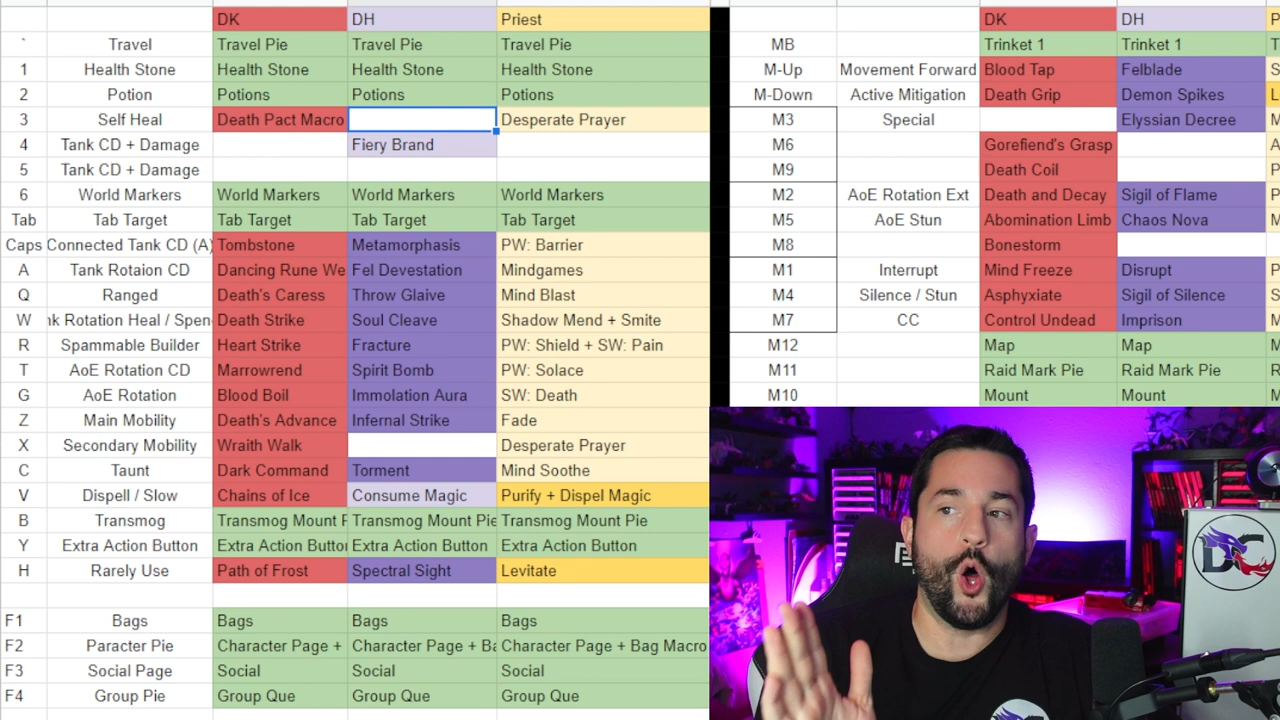 DK DH Priest
` Travel Travel Pie Travel Pie Travel Pie
1 Health Stone Health Stone Health Stone Health Stone
2 Potion Potions Potions Potions
3 Self Heal Death Pact Macro Desperate Prayer
4 Tank CD + Damage Fiery Brand
5 Tank CD + Damage
6 World Markers World Markers World Markers World Markers
Tab Tab Target Tab Target Tab Target Tab Target
Caps Connected Tank CD (A) Tombstone Metamorphasis PW: Barrier
A Tank Rotaion CD Dancing Rune We Fel Devestation Mindgames
Q Ranged Death's Caress Throw Glaive Mind Blast
W nk Rotation Heal / Spen Death Strike Soul Cleave Shadow Mend + Smite
R Spammable Builder Heart Strike Fracture PW: Shield + SW: Pain
T AoE Rotation CD Marrowrend Spirit Bomb PW: Solace
G AoE Rotation Blood Boil Immolation Aura SW: Death
Z Main Mobility Death's Advance Infernal Strike Fade
X Secondary Mobility Wraith Walk Desperate Prayer
C Taunt Dark Command Torment Mind Soothe
V Dispell / Slow Chains of Ice Consume Magic Purify + Dispel Magic
B Transmog Transmog Mount P Transmog Mount Pie Transmog Mount Pie
Y Extra Action Button Extra Action Button Extra Action Button Extra Action Button
H Rarely Use Path of Frost Spectral Sight Levitate
F1 Bags Bags Bags Bags
F2 Paracter Pie Character Page + Character Page + Ba Character Page + Bag Macro
F3 Social Page Social Social Social
F4 Group Pie Group Que Group Que Group Que
DK DH P
MB Trinket 1 Trinket 1 T
M-Up Movement Forward Blood Tap Felblade S
M-Down Active Mitigation Death Grip Demon Spikes L
M3 Special Elyssian Decree M
M6 Gorefiend's Grasp A
M9 Death Coil P
M2 AoE Rotation Ext Death and Decay Sigil of Flame P
M5 AoE Stun Abomination Limb Chaos Nova P
M8 Bonestorm
M1 Interrupt Mind Freeze Disrupt P
M4 Silence / Stun Asphyxiate Sigil of Silence S
M7 CC Control Undead Imprison M
M12 Map Map M
M11 Raid Mark Pie Raid Mark Pie R
M10 Mount Mount M
DC